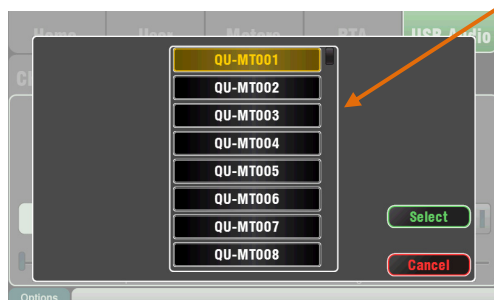 Home User Meters RTA USB Audio
QU-MT001
QU-MT002
QU-MT003
QU-MT004
QU-MT005
QU-MT006
QU-MT007
QU-MT008
Select
Cancel
Options